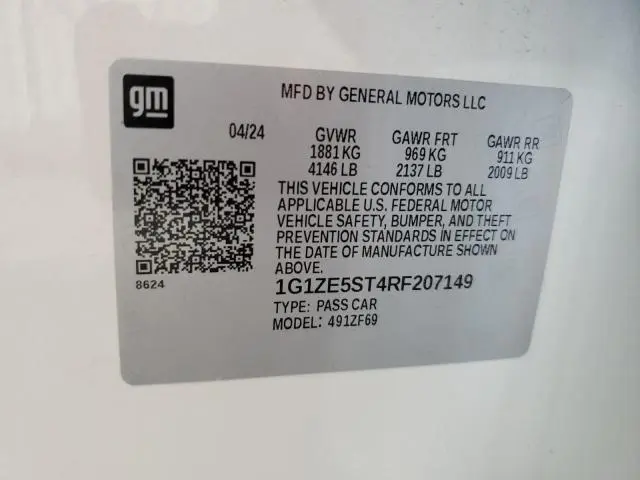 gm
MFD BY GENERAL MOTORS LLC
04/24 GVWR GAWR FRT GAWR RR
1881 KG 969 KG 911 KG
4146 LB 2137 LB 2009 LB
THIS VEHICLE CONFORMS TO ALL
APPLICABLE U.S. FEDERAL MOTOR
VEHICLE SAFETY, BUMPER, AND THEFT
PREVENTION STANDARDS IN EFFECT ON
THE DATE OF MANUFACTURE SHOWN
ABOVE.
8624
1G1ZE5ST4RF207149
TYPE: PASS CAR
MODEL: 491ZF69